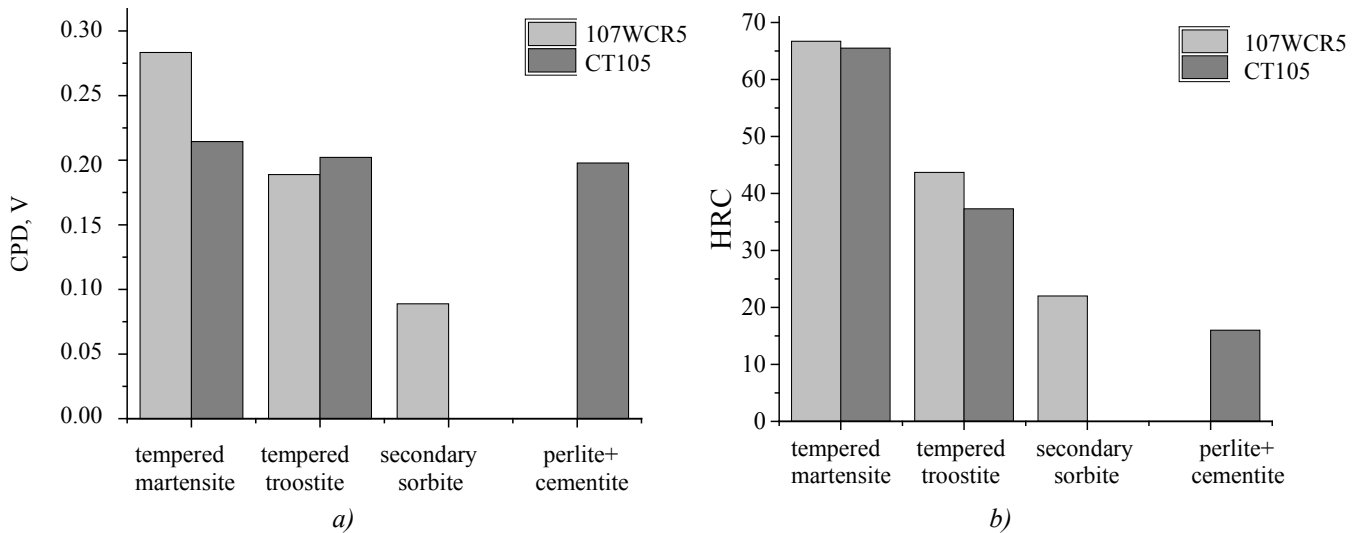 0.30
0.25
0.20
0.15
0.10
0.05
0.00
CPD, V
107WCR5
CT105
tempered
martensite
tempered
troostite
secondary
sorbite
perlite+
cementite
a)
70
60
50
40
30
20
10
0
HRC
107WCR5
CT105
tempered
martensite
tempered
troostite
secondary
sorbite
perlite+
cementite
b)